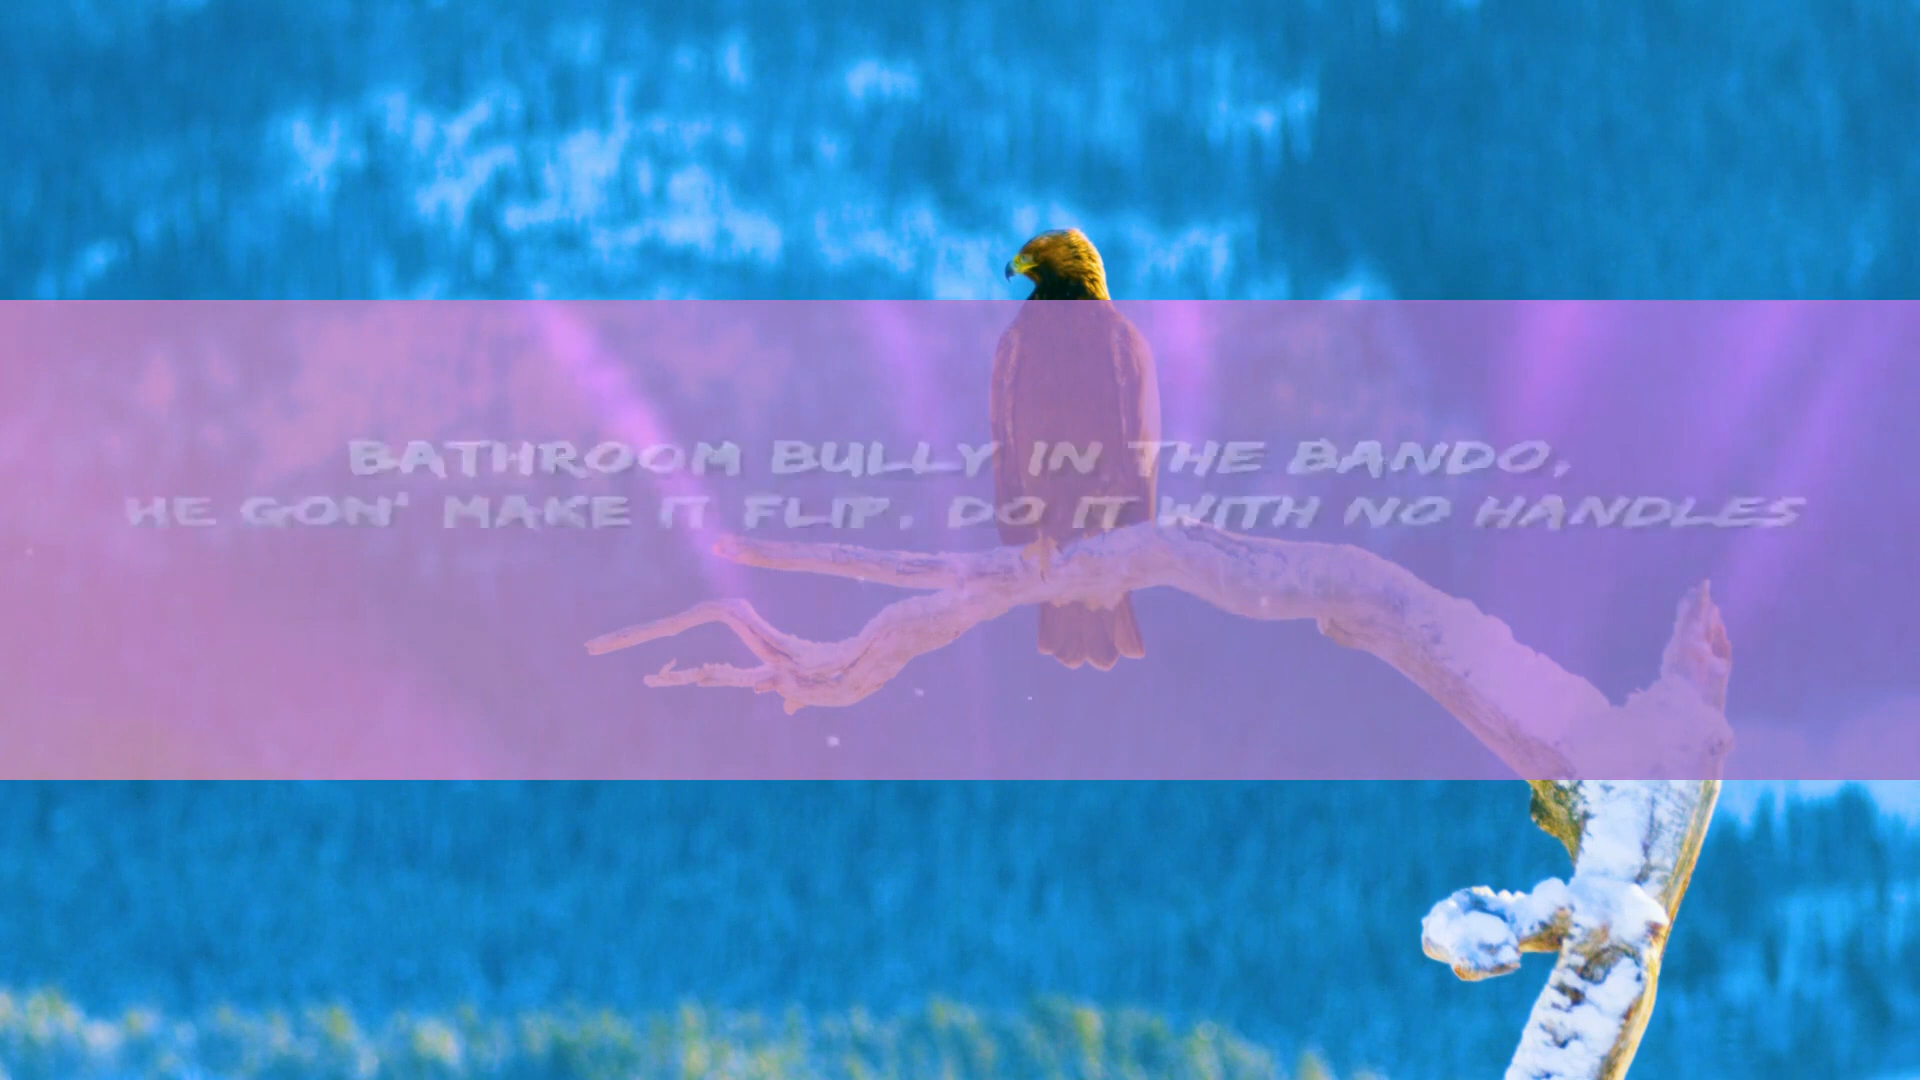 BATHROOM BULLY IN THE BANDO,
HE GON' MAKE IT FLIP, DO IT WITH NO HANDLES